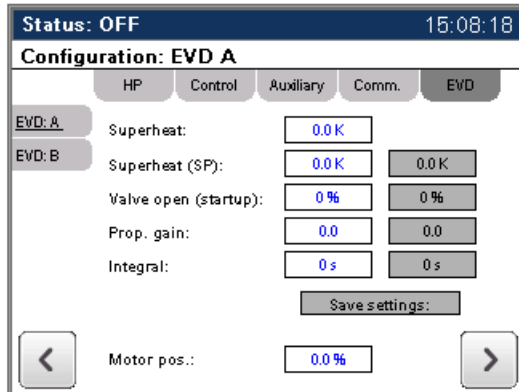 Status: OFF 15:08:18
Configuration: EVD A
HP Control Auxiliary Comm. EVD
EVD: A
EVD: B
Superheat: 0.0 K
Superheat (SP): 0.0 K 0.0 K
Valve open (startup): 0 % 0 %
Prop. gain: 0.0 0.0
Integral: 0 s 0 s
Save settings:
Motor pos.: 0.0 %